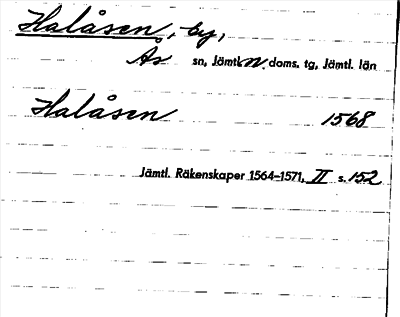 Halåsen, by,
Ås sn, Jämtl. n. doms. tg, Jämtl. län
Halåsen 1568
Jämtl. Räkenskaper 1564-1571, II s. 152